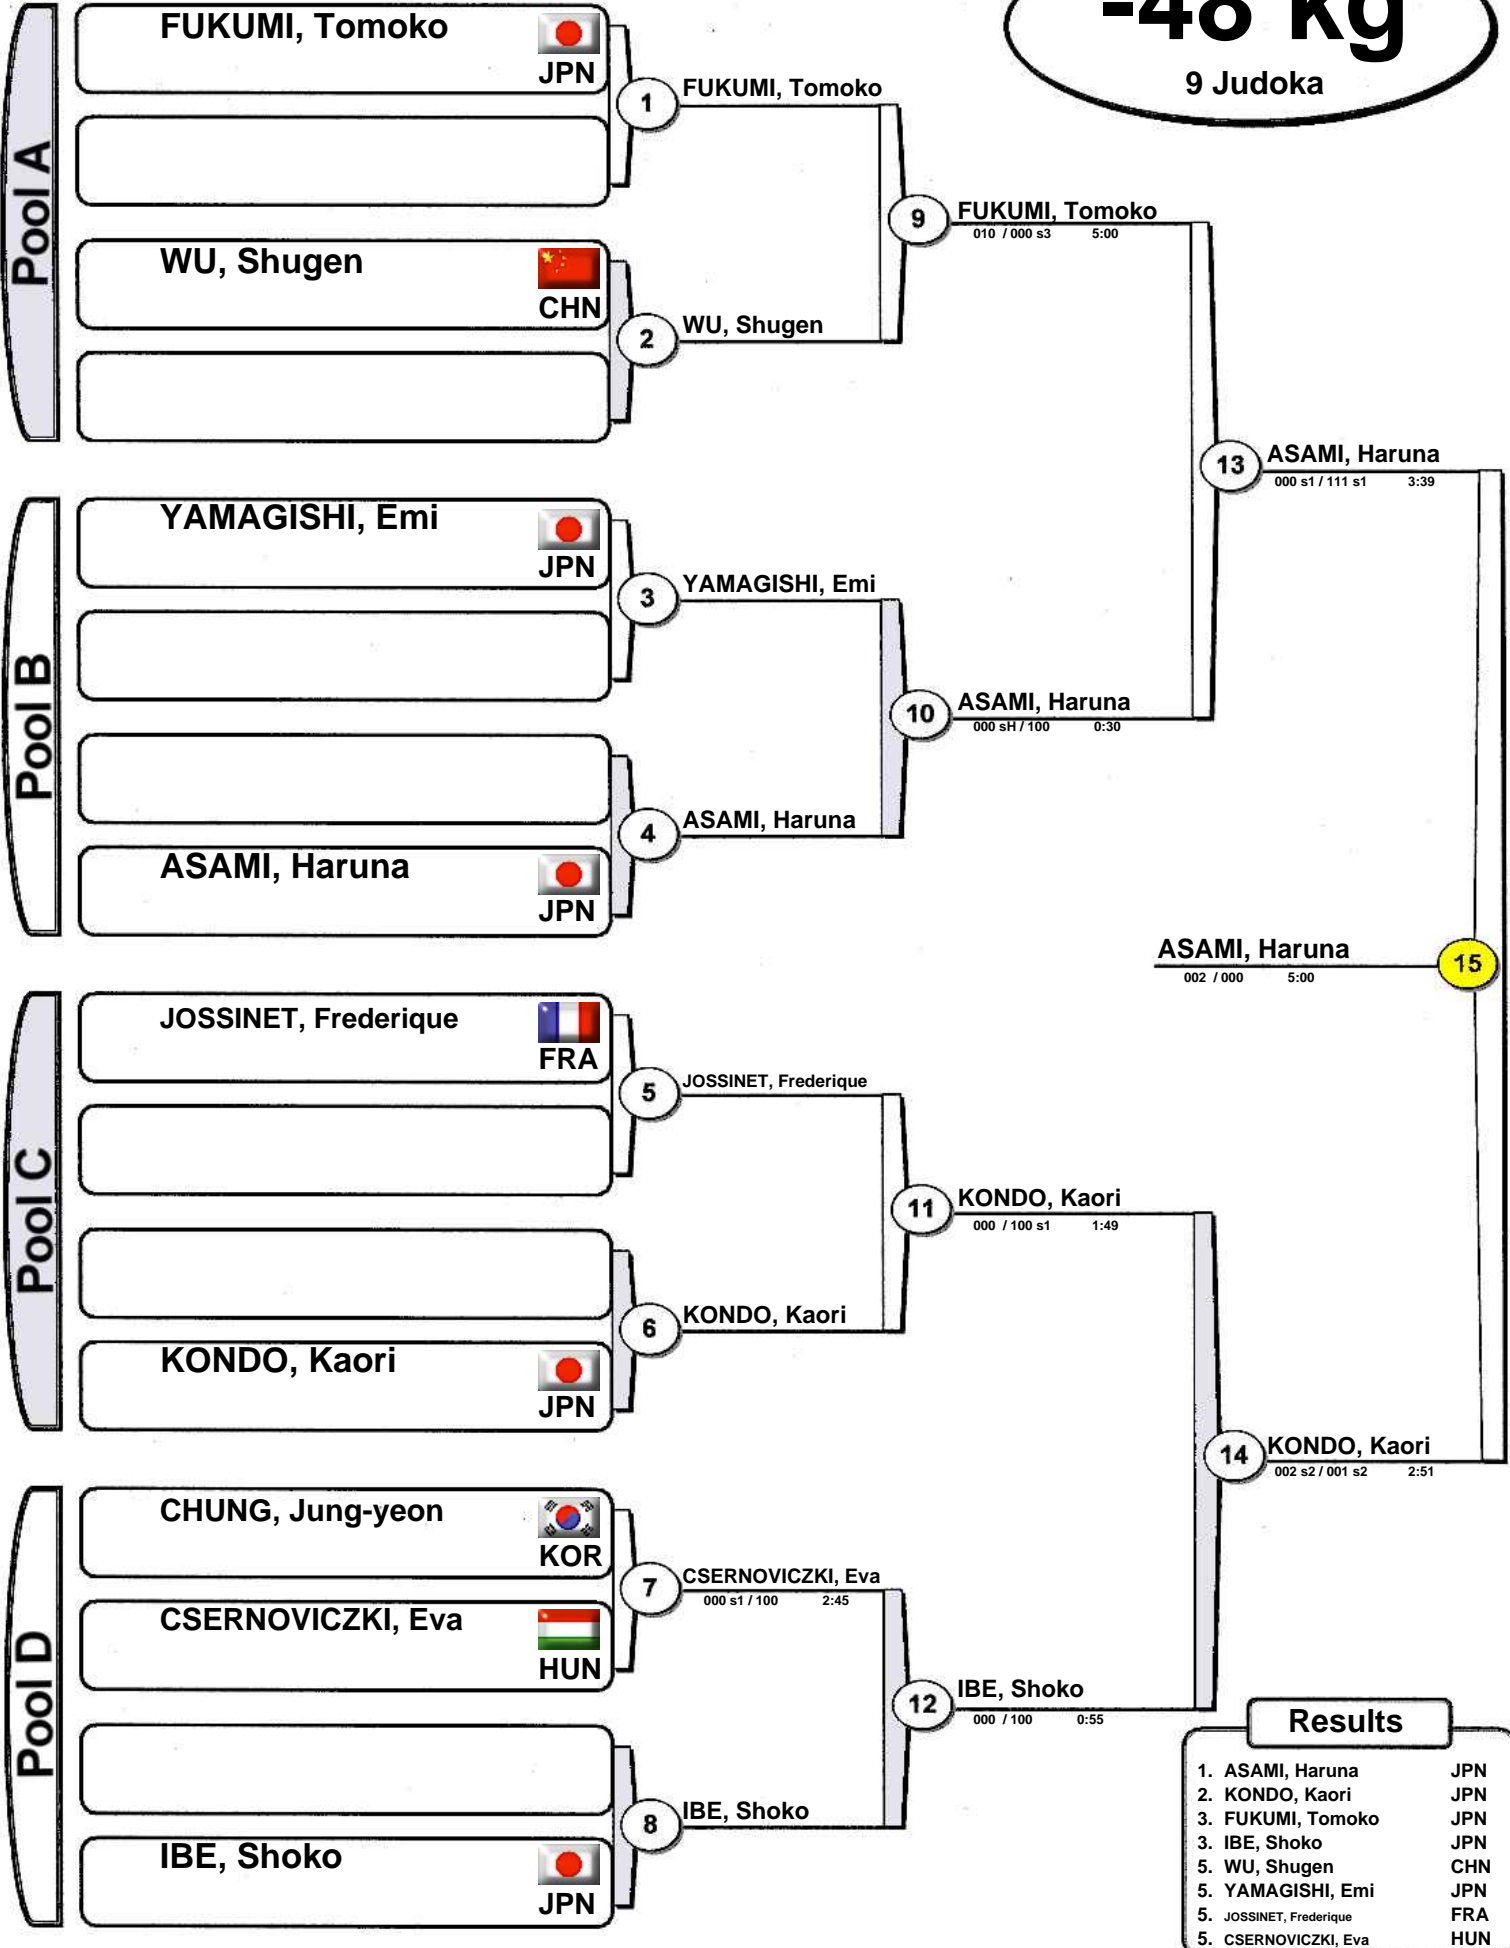 -48 kg
9 Judoka
Pool A
FUKUMI, Tomoko
JPN
WU, Shugen
CHN
1
FUKUMI, Tomoko
2
WU, Shugen
9
FUKUMI, Tomoko
010 / 000 s3 5:00
Pool B
YAMAGISHI, Emi
JPN
ASAMI, Haruna
JPN
3
YAMAGISHI, Emi
4
ASAMI, Haruna
10
ASAMI, Haruna
000 sH / 100 0:30
13
ASAMI, Haruna
000 s1 / 111 s1 3:39
ASAMI, Haruna
002 / 000 5:00
15
Pool C
JOSSINET, Frederique
FRA
KONDO, Kaori
JPN
5
JOSSINET, Frederique
6
KONDO, Kaori
11
KONDO, Kaori
000 / 100 s1 1:49
Pool D
CHUNG, Jung-yeon
KOR
CSERNOVICZKI, Eva
HUN
IBE, Shoko
JPN
7
CSERNOVICZKI, Eva
000 s1 / 100 2:45
8
IBE, Shoko
12
IBE, Shoko
000 / 100 0:55
14
KONDO, Kaori
002 s2 / 001 s2 2:51
Results
1. ASAMI, Haruna JPN
2. KONDO, Kaori JPN
3. FUKUMI, Tomoko JPN
3. IBE, Shoko JPN
5. WU, Shugen CHN
5. YAMAGISHI, Emi JPN
5. JOSSINET, Frederique FRA
5. CSERNOVICZKI, Eva HUN